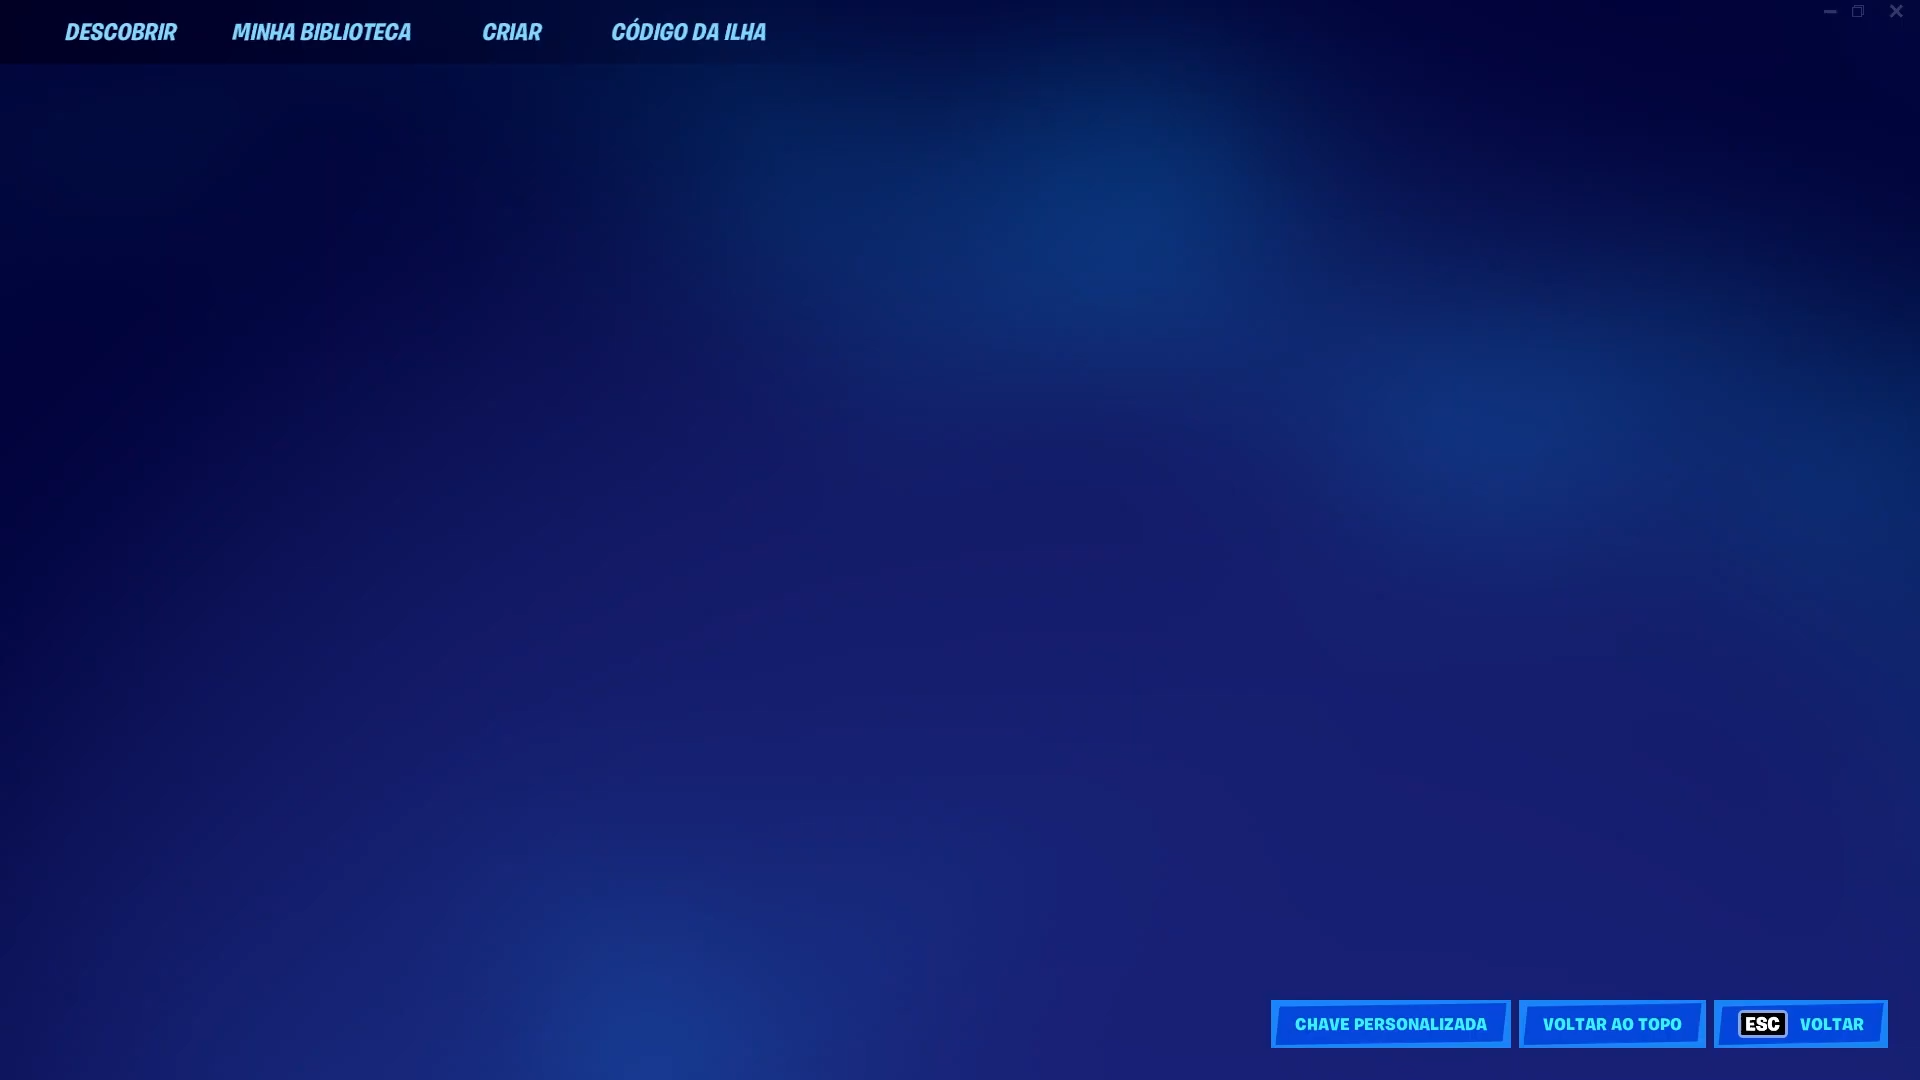 DESCOBRIR MINHA BIBLIOTECA CRIAR CÓDIGO DA ILHA
CHAVE PERSONALIZADA VOLTAR AO TOPO ESC VOLTAR